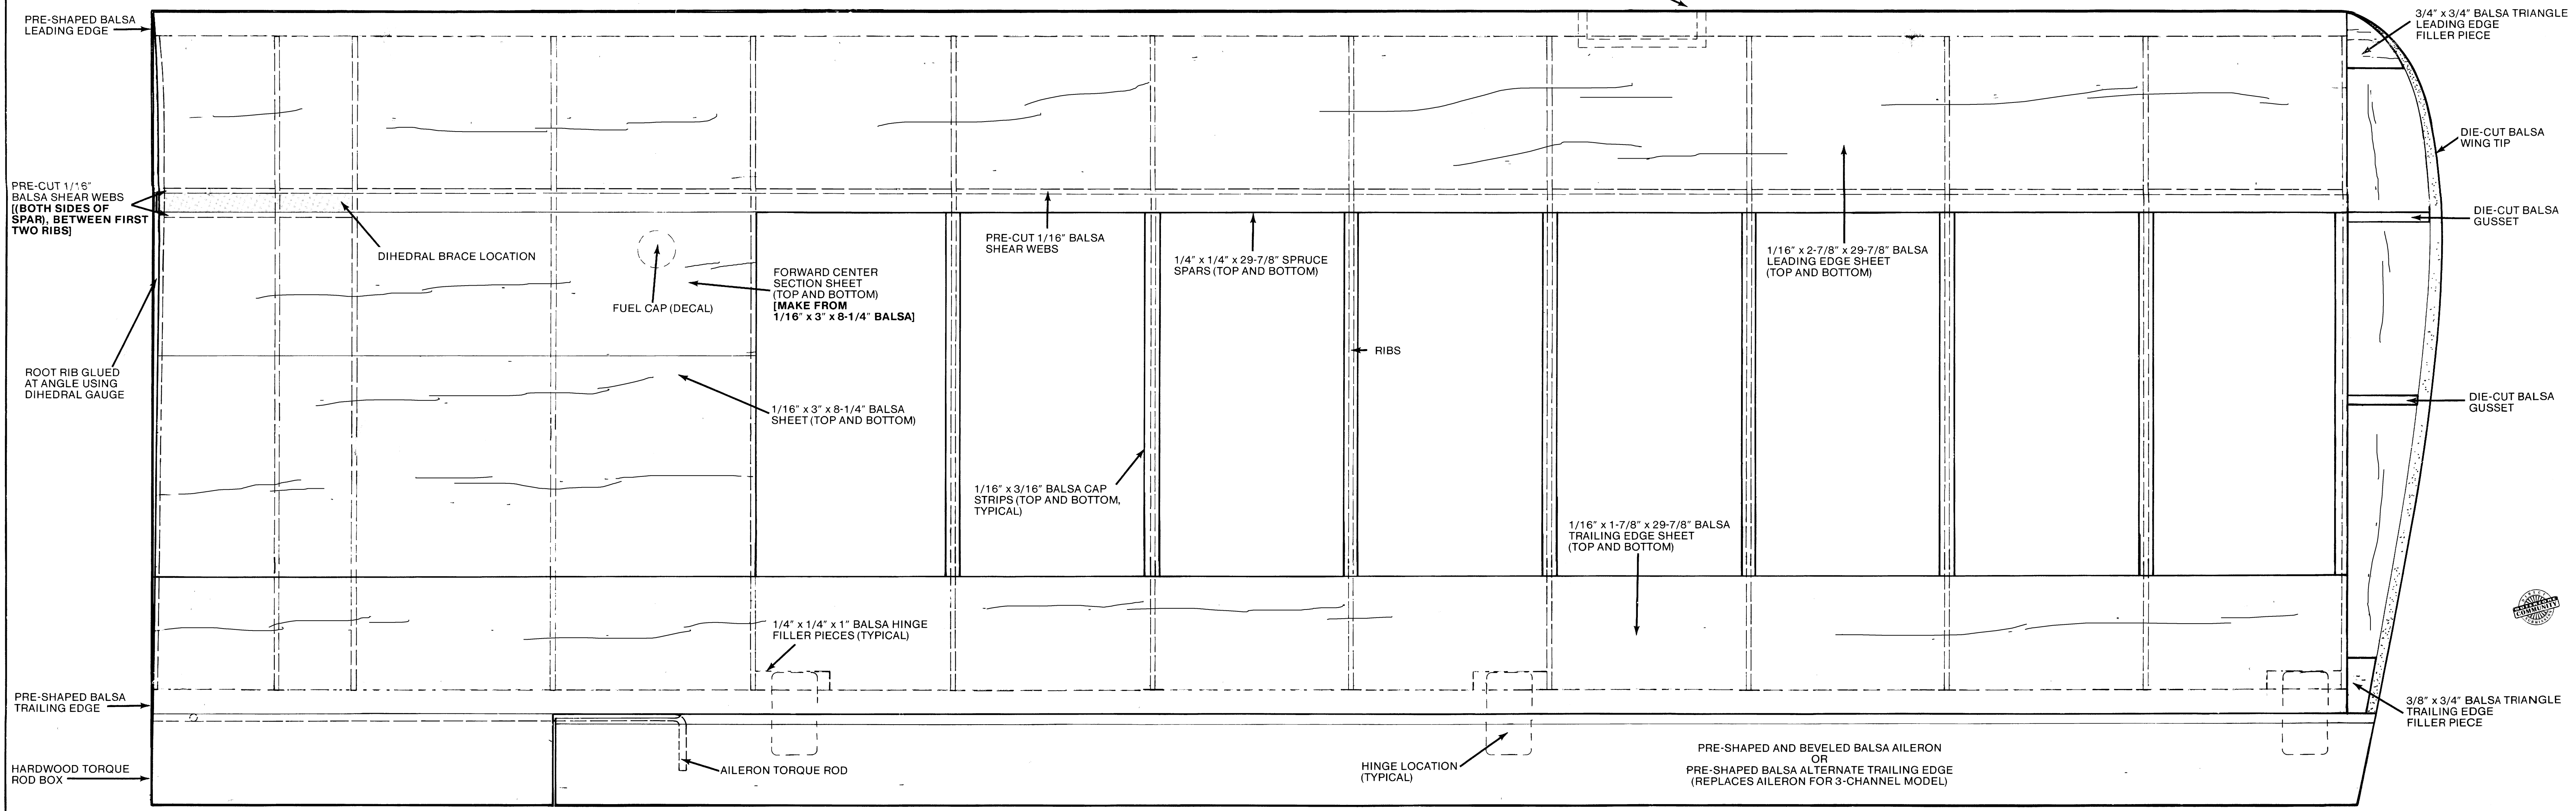 PRE-SHAPED BALSA
LEADING EDGE
3/4" x 3/4" BALSA TRIANGLE
LEADING EDGE
FILLER PIECE
DIE-CUT BALSA
WING TIP
PRE-CUT 1/16"
BALSA SHEAR WEBS
[(BOTH SIDES OF
SPAR), BETWEEN FIRST
TWO RIBS]
DIHEDRAL BRACE LOCATION
FUEL CAP (DECAL)
FORWARD CENTER
SECTION SHEET
(TOP AND BOTTOM)
[MAKE FROM
1/16" x 3" x 8-1/4" BALSA]
PRE-CUT 1/16" BALSA
SHEAR WEBS
1/4" x 1/4" x 29-7/8" SPRUCE
SPARS (TOP AND BOTTOM)
1/16" x 2-7/8" x 29-7/8" BALSA
LEADING EDGE SHEET
(TOP AND BOTTOM)
DIE-CUT BALSA
GUSSET
ROOT RIB GLUED
AT ANGLE USING
DIHEDRAL GAUGE
RIBS
1/16" x 3" x 8-1/4" BALSA
SHEET (TOP AND BOTTOM)
DIE-CUT BALSA
GUSSET
1/16" x 3/16" BALSA CAP
STRIPS (TOP AND BOTTOM,
TYPICAL)
1/16" x 1-7/8" x 29-7/8" BALSA
TRAILING EDGE SHEET
(TOP AND BOTTOM)
COMMUNITY
1/4" x 1/4" x 1" BALSA HINGE
FILLER PIECES (TYPICAL)
PRE-SHAPED BALSA
TRAILING EDGE
3/8" x 3/4" BALSA TRIANGLE
TRAILING EDGE
FILLER PIECE
HARDWOOD TORQUE
ROD BOX
AILERON TORQUE ROD
HINGE LOCATION
(TYPICAL)
PRE-SHAPED AND BEVELED BALSA AILERON
OR
PRE-SHAPED BALSA ALTERNATE TRAILING EDGE
(REPLACES AILERON FOR 3-CHANNEL MODEL)